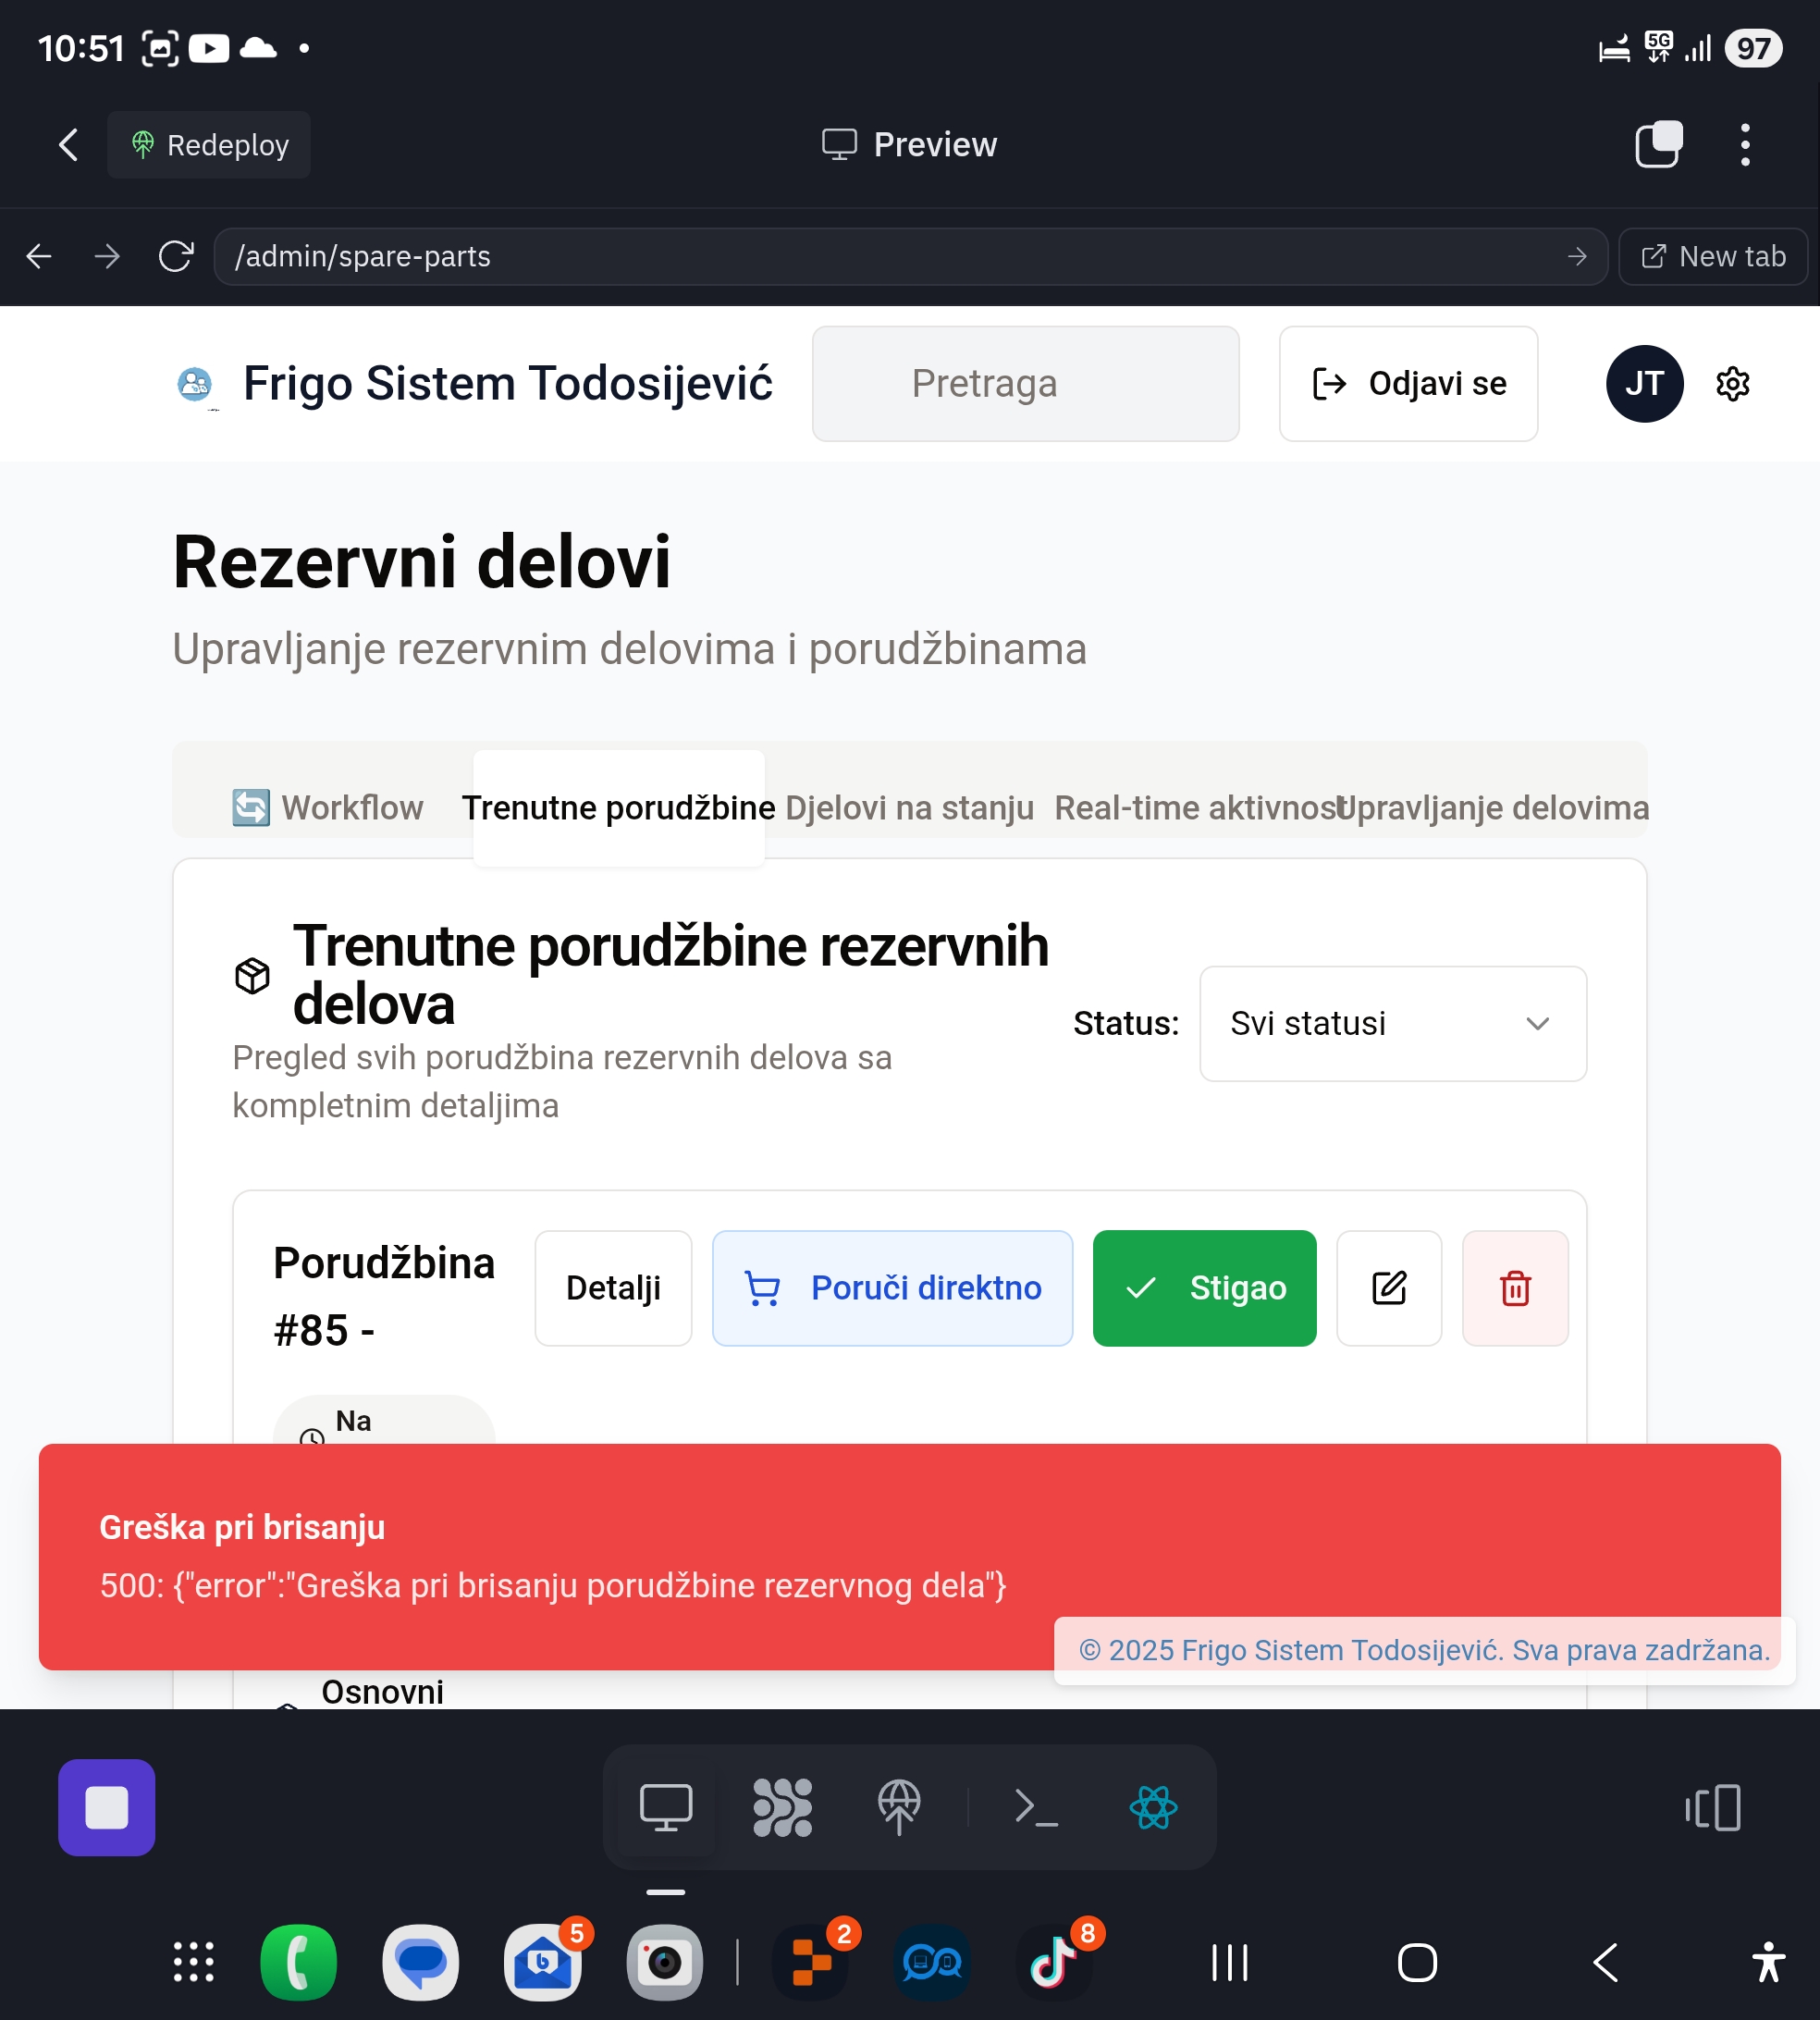 10:51
5G
97
Redeploy
Preview
/admin/spare-parts
New tab
Frigo Sistem Todosijević
Pretraga
Odjavi se
JT
Rezervni delovi
Upravljanje rezervnim delovima i porudžbinama
Workflow
Trenutne porudžbine
Djelovi na stanju
Real-time aktivnost
Upravljanje delovima
Trenutne porudžbine rezervnih
delova
Pregled svih porudžbina rezervnih delova sa
kompletnim detaljima
Status:
Svi statusi
Porudžbina
#85 -
Detalji
Poruči direktno
Stigao
Na
Greška pri brisanju
500: {"error":"Greška pri brisanju porudžbine rezervnog dela"}
© 2025 Frigo Sistem Todosijević. Sva prava zadržana.
Osnovni
5
2
8